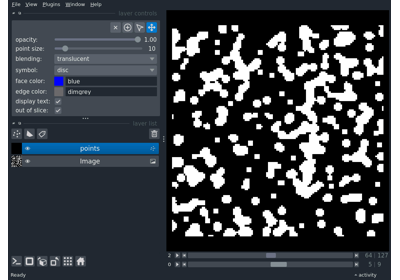 File View Plugins Window Help
layer controls
opacity: 1.00
point size: 10
blending: translucent
symbol: disc
face color: blue
edge color: dimgrey
display text:
out of slice:
layer list
points
Image
2 64 127
0 5 9
Ready activity